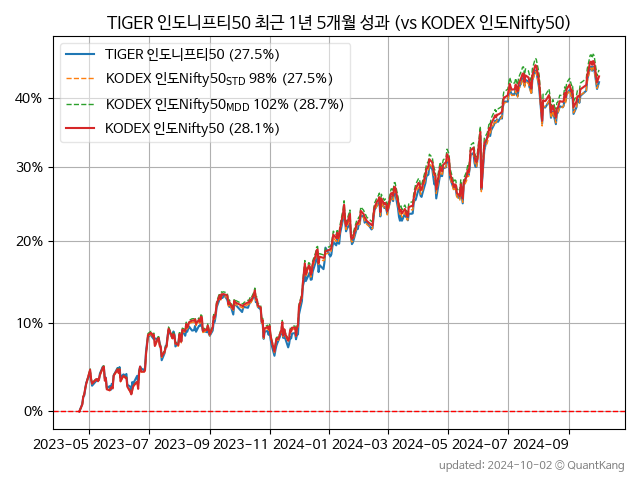 TIGER 인도니프티50 최근 1년 5개월 성과 (vs KODEX 인도Nifty50)
TIGER 인도니프티50 (27.5%)
KODEX 인도Nifty50STD 98% (27.5%)
KODEX 인도Nifty50MDD 102% (28.7%)
KODEX 인도Nifty50 (28.1%)
40%
30%
20%
10%
0%
2023-05 2023-07 2023-09 2023-11 2024-01 2024-03 2024-05 2024-07 2024-09
updated: 2024-10-02 © QuantKang